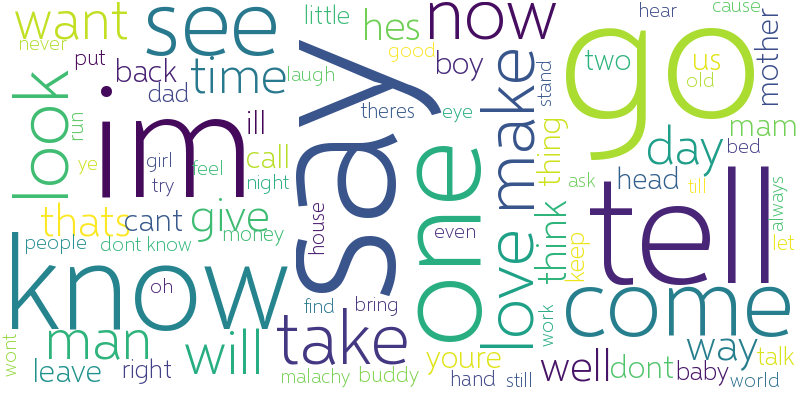 want
never
put
see
little
hes
good
now
hear
cause
mother
boy
go
two
us
old
back
dad
time
laugh
theres
eye
stand
look
run
im
ill
call
night
ye
girl
try
feel
say
one
love make
thing
ask
head
day
bed
mam
till
always
let
thats
cant
give
money
people
dont know
house
even
think
keep
tell
know
oh
find
bring
work
come
wont
man
will
take
youre
well
dont
way
talk
leave
right
malachy
buddy
hand
still
baby
world